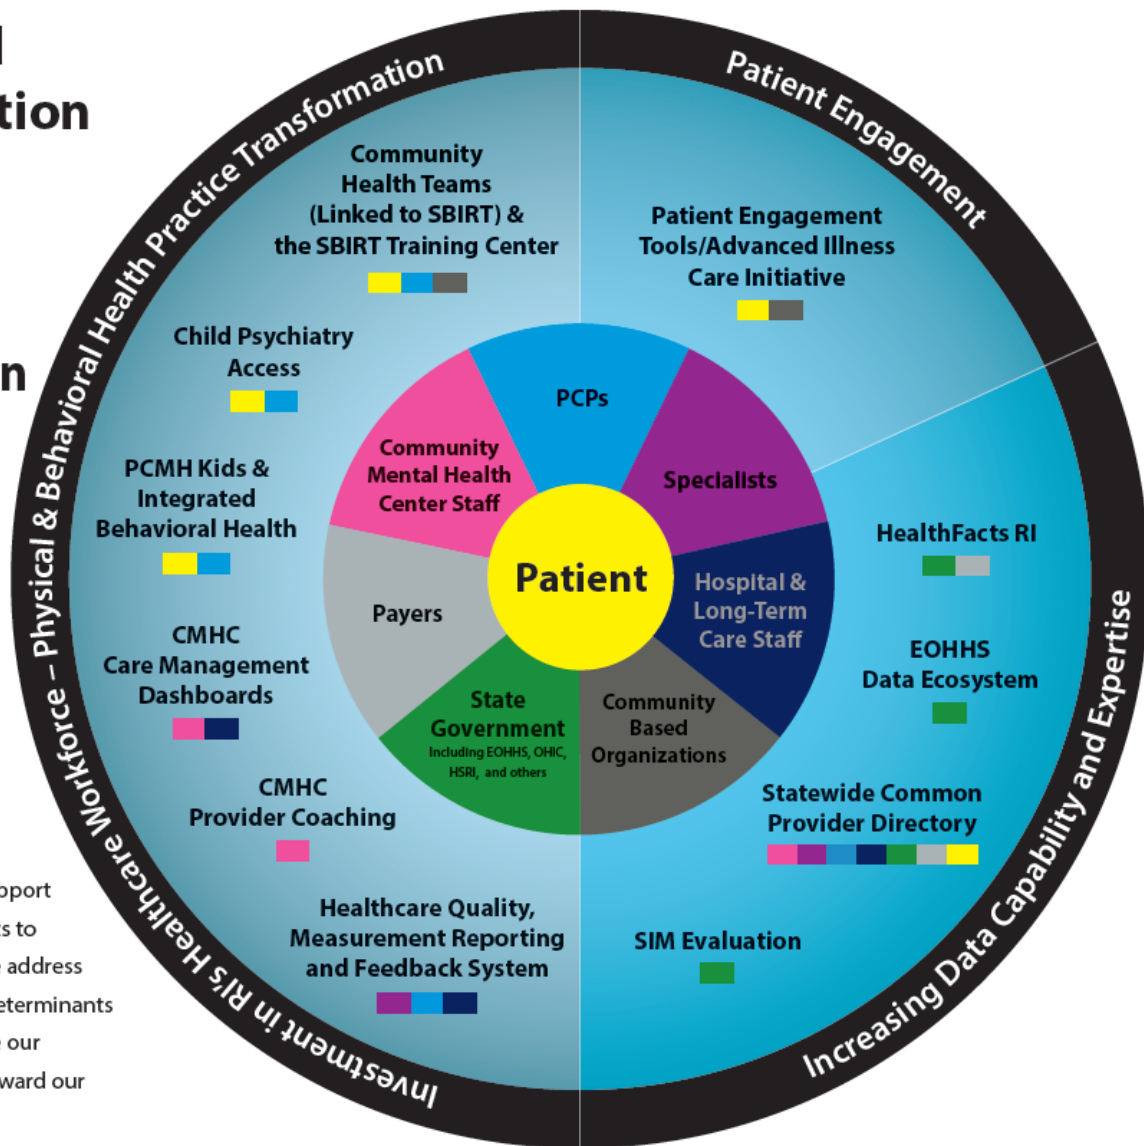 tion
n
pport
ts to
address
eterminants
our
ward our
Investment in RI's Healthcare Workforce – Physical & Behavioral Health Practice Transformation
Community
Health Teams
(Linked to SBIRT) &
the SBIRT Training Center
Child Psychiatry
Access
PCMH Kids &
Integrated
Behavioral Health
CMHC
Care Management
Dashboards
CMHC
Provider Coaching
Healthcare Quality,
Measurement Reporting
and Feedback System
Patient Engagement
Patient Engagement
Tools/Advanced Illness
Care Initiative
Increasing Data Capability and Expertise
HealthFacts RI
EOHHS
Data Ecosystem
Statewide Common
Provider Directory
SIM Evaluation
PCPs
Specialists
Hospital &
Long-Term
Care Staff
Community
Based
Organizations
State
Government
Including EOHHS, OHIC,
HSRI, and others
Payers
Community
Mental Health
Center Staff
Patient